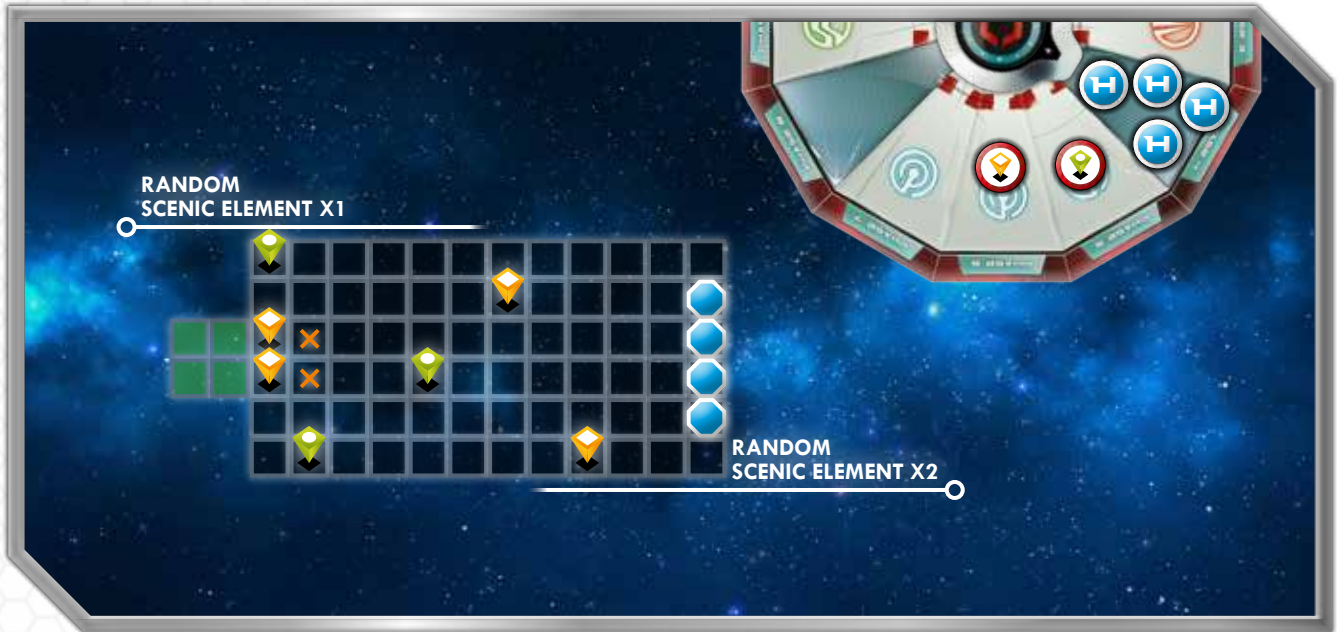 RANDOM
SCENIC ELEMENT X1
H
H
H
H
RANDOM
SCENIC ELEMENT X2